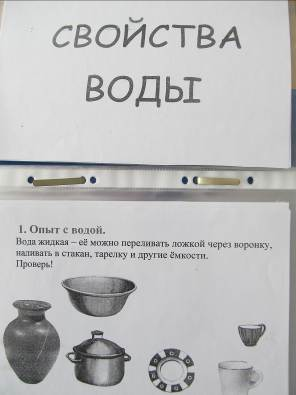 СВОЙСТВА
ВОДЫ
1. Опыт с водой.
Вода жидкая – её можно переливать ложкой через воронку,
наливать в стакан, тарелку и другие ёмкости.
Проверь!